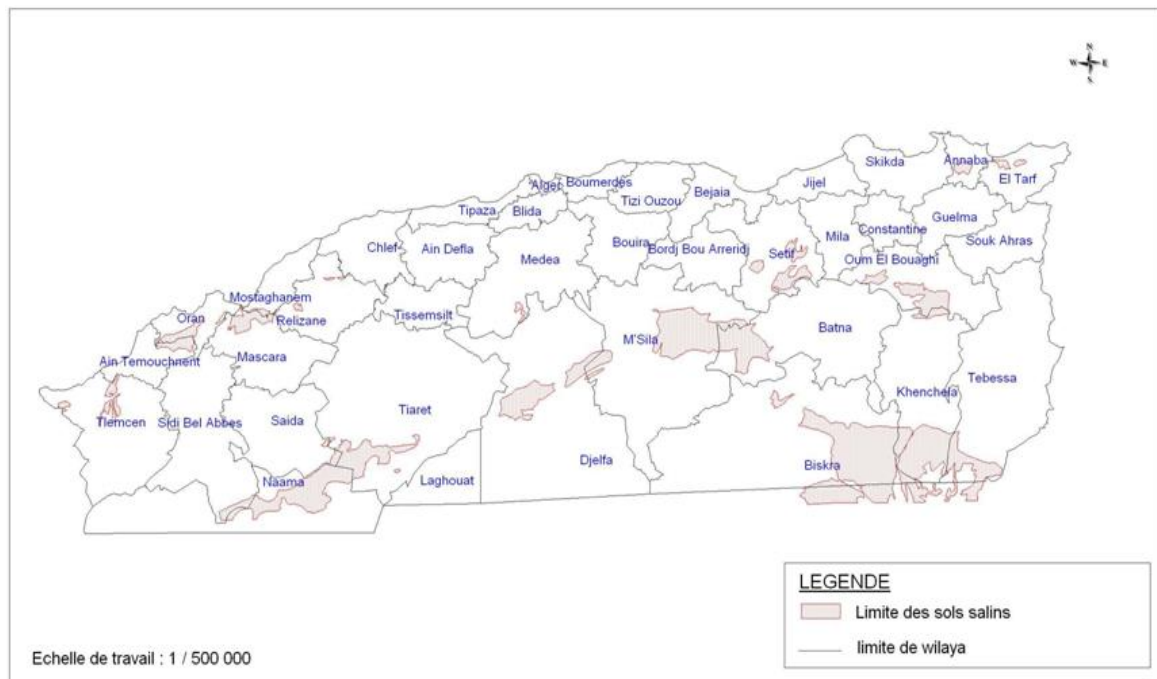 N
W E
S
Skikda
Annaba
El Tarf
Jijel
Alger
Boumerdes
Tizi Ouzou
Bejaia
Tipaza
Blida
Guelma
Constantine
Mila
Souk Ahras
Chlef
Ain Defla
Medea
Bouira
Bordj Bou Arreridj
Setif
Oum El Bouaghi
Mostaghanem
Oran
Relizane
Tissemsilt
M'Sila
Batna
Ain Temouchnent
Mascara
Khenchela
Tebessa
Tlemcen
Sidi Bel Abbes
Saida
Tiaret
Naama
Laghouat
Djelfa
Biskra
LEGENDE
Limite des sols salins
limite de wilaya
Echelle de travail : 1 / 500 000